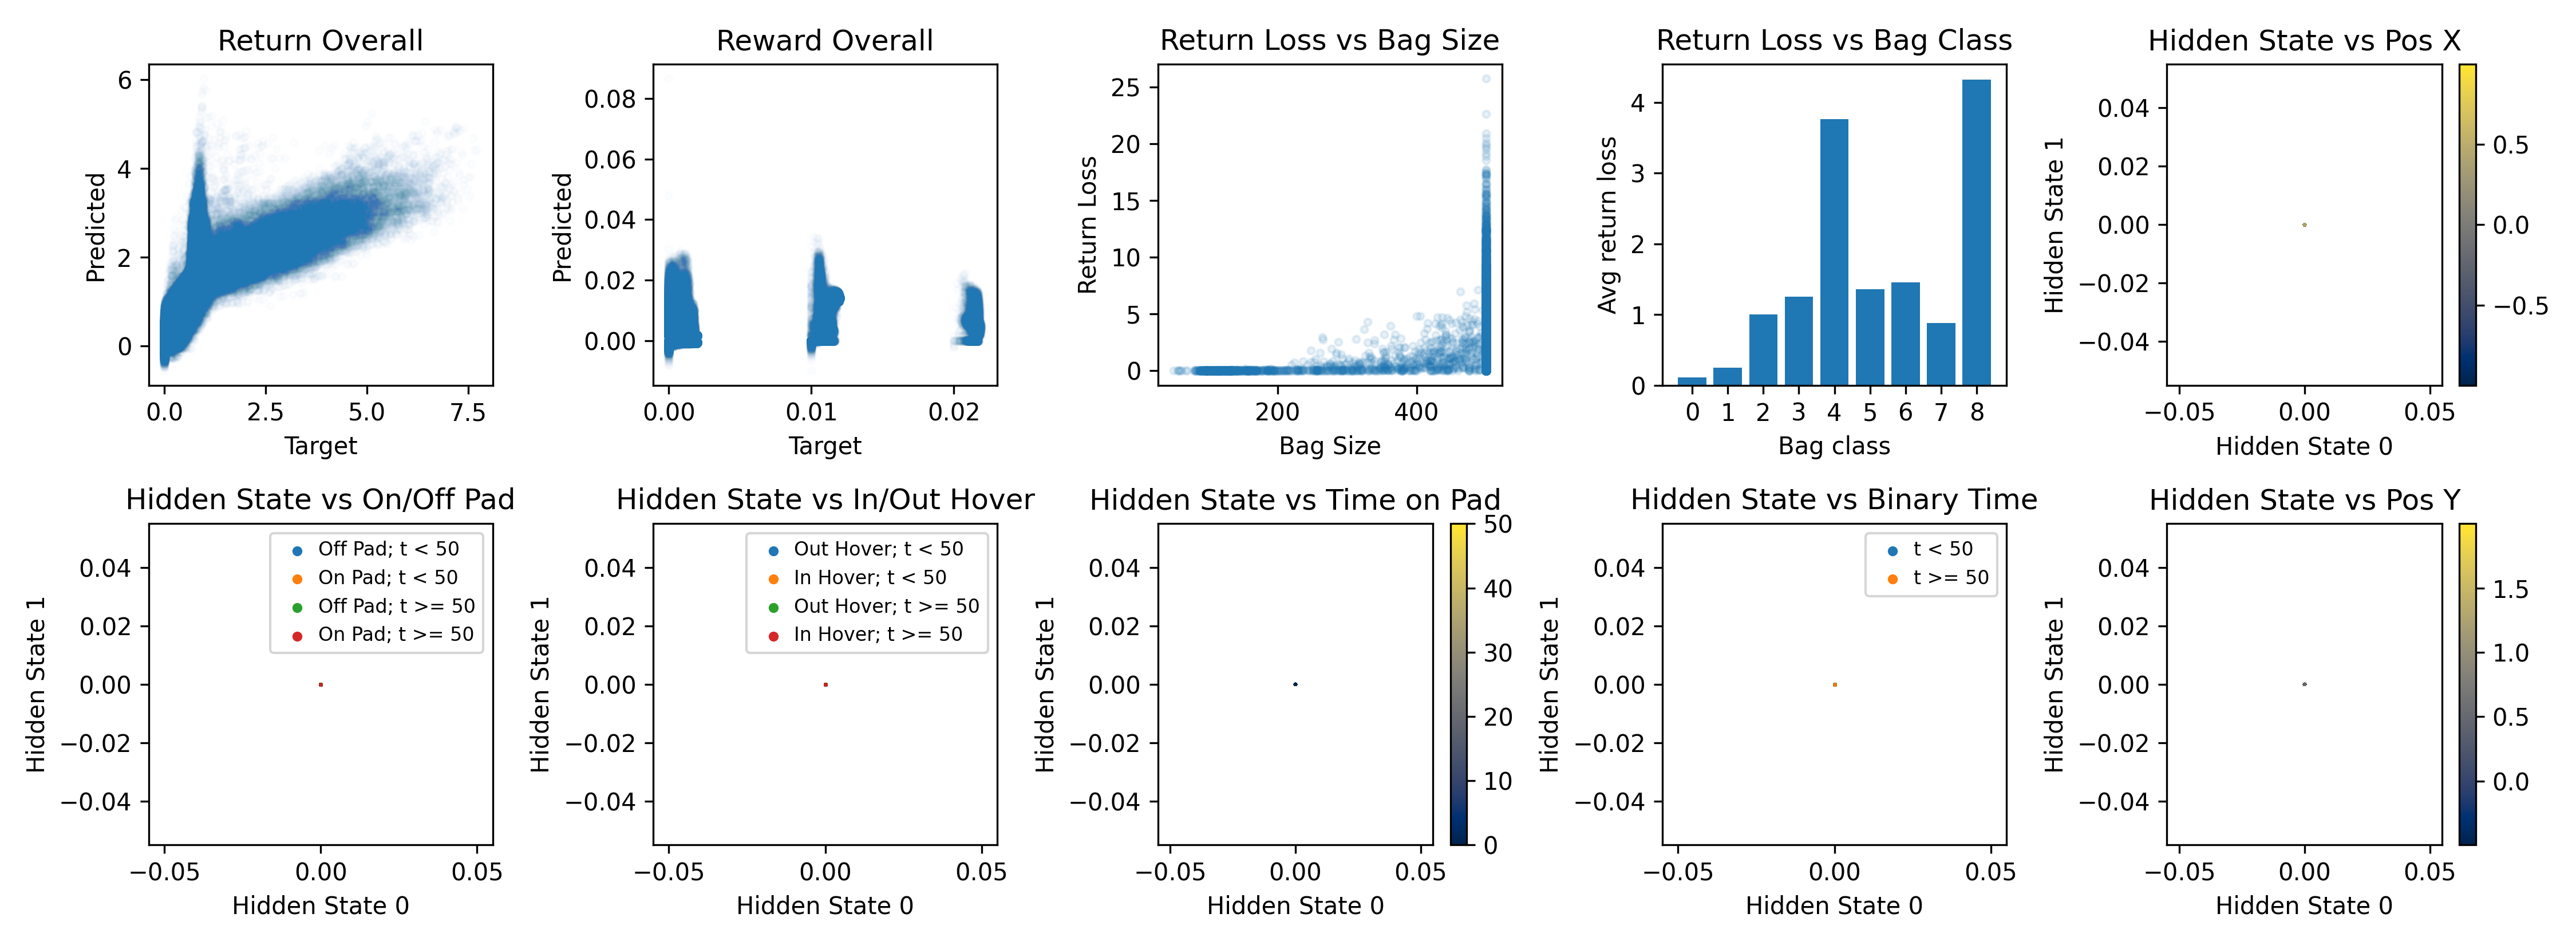 Return Overall
Predicted
6
4
2
0
0.0 2.5 5.0 7.5
Target
Reward Overall
Predicted
0.08
0.06
0.04
0.02
0.00
0.00 0.01 0.02
Target
Return Loss vs Bag Size
Return Loss
25
20
15
10
5
0
200 400
Bag Size
Return Loss vs Bag Class
Avg return loss
4
3
2
1
0
0 1 2 3 4 5 6 7 8
Bag class
Hidden State vs Pos X
Hidden State 1
0.04
0.02
0.00
−0.02
−0.04
−0.05 0.00 0.05
Hidden State 0
0.5
0.0
−0.5
Hidden State vs On/Off Pad
Hidden State 1
0.04
0.02
0.00
−0.02
−0.04
Off Pad; t < 50
On Pad; t < 50
Off Pad; t >= 50
On Pad; t >= 50
−0.05 0.00 0.05
Hidden State 0
Hidden State vs In/Out Hover
Hidden State 1
0.04
0.02
0.00
−0.02
−0.04
Out Hover; t < 50
In Hover; t < 50
Out Hover; t >= 50
In Hover; t >= 50
−0.05 0.00 0.05
Hidden State 0
Hidden State vs Time on Pad
Hidden State 1
0.04
0.02
0.00
−0.02
−0.04
−0.05 0.00 0.05
Hidden State 0
50
40
30
20
10
0
Hidden State vs Binary Time
Hidden State 1
0.04
0.02
0.00
−0.02
−0.04
t < 50
t >= 50
−0.05 0.00 0.05
Hidden State 0
Hidden State vs Pos Y
Hidden State 1
0.04
0.02
0.00
−0.02
−0.04
−0.05 0.00 0.05
Hidden State 0
1.5
1.0
0.5
0.0